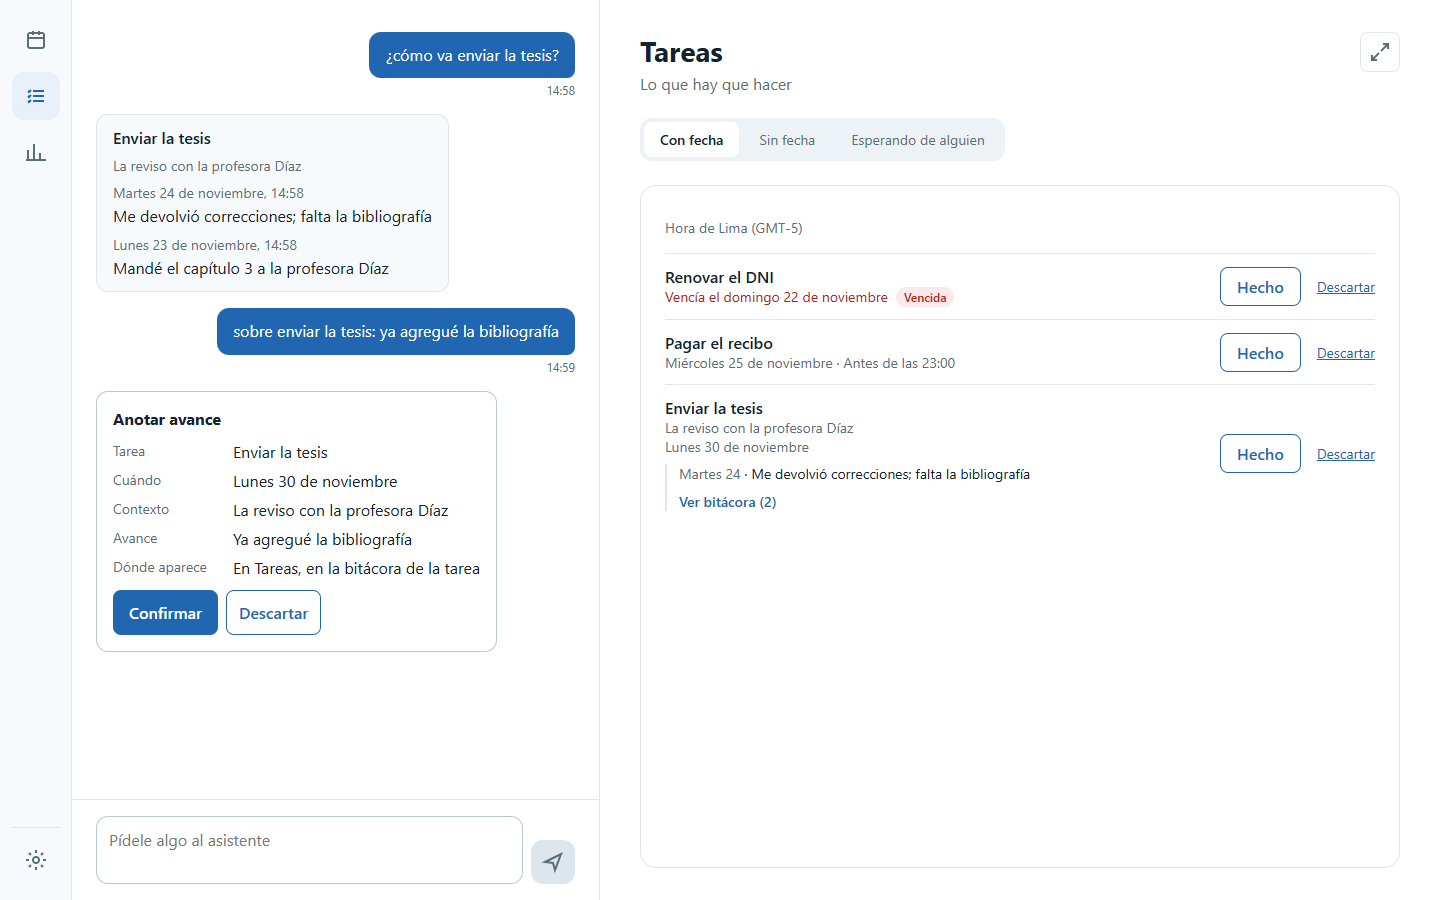 ¿cómo va enviar la tesis?
14:58
Enviar la tesis
La reviso con la profesora Díaz
Martes 24 de noviembre, 14:58
Me devolvió correcciones; falta la bibliografía
Lunes 23 de noviembre, 14:58
Mandé el capítulo 3 a la profesora Díaz
sobre enviar la tesis: ya agregué la bibliografía
14:59
Anotar avance
Tarea Enviar la tesis
Cuándo Lunes 30 de noviembre
Contexto La reviso con la profesora Díaz
Avance Ya agregué la bibliografía
Dónde aparece En Tareas, en la bitácora de la tarea
Confirmar Descartar
Pídele algo al asistente
Tareas
Lo que hay que hacer
Con fecha Sin fecha Esperando de alguien
Hora de Lima (GMT-5)
Renovar el DNI
Vencía el domingo 22 de noviembre Vencida
Hecho Descartar
Pagar el recibo
Miércoles 25 de noviembre · Antes de las 23:00
Hecho Descartar
Enviar la tesis
La reviso con la profesora Díaz
Lunes 30 de noviembre
Martes 24 · Me devolvió correcciones; falta la bibliografía
Ver bitácora (2)
Hecho Descartar